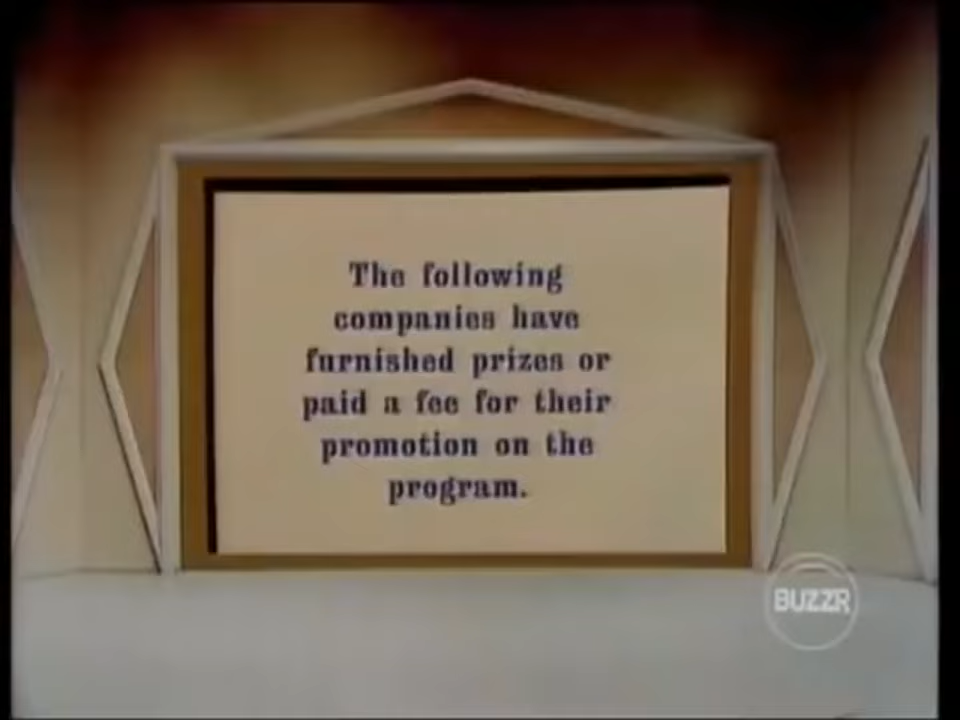 The following
companies have
furnished prizes or
paid a fee for their
promotion on the
program.
BUZZR